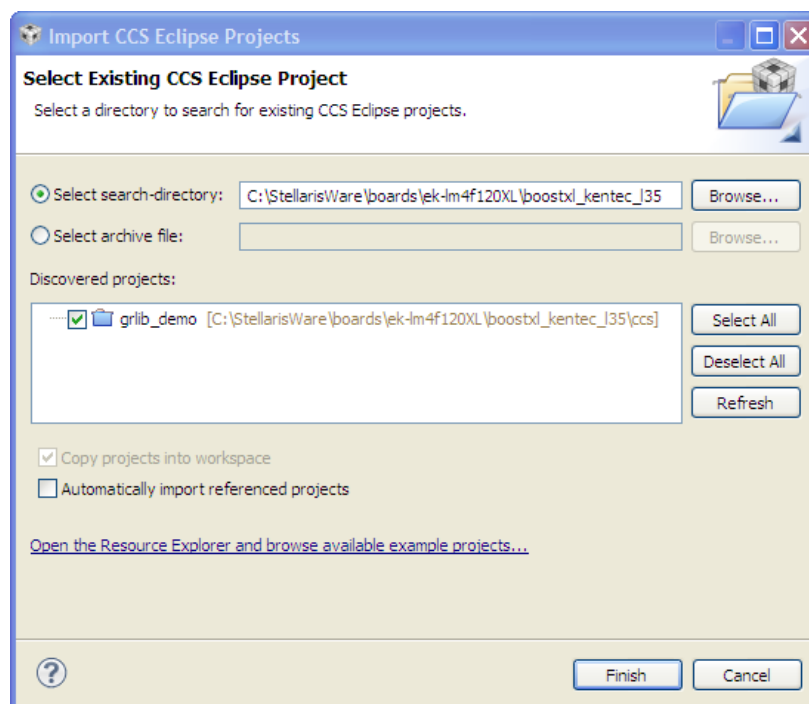 Import CCS Eclipse Projects
Select Existing CCS Eclipse Project
Select a directory to search for existing CCS Eclipse projects.
Select search-directory: C:\StellarisWare\boards\ek-lm4f120XL\boostxl_kentec_l35 Browse...
Select archive file: Browse...
Discovered projects:
grlib_demo [C:\StellarisWare\boards\ek-lm4f120XL\boostxl_kentec_l35\ccs] Select All
Deselect All
Refresh
Copy projects into workspace
Automatically import referenced projects
Open the Resource Explorer and browse available example projects...
? Finish Cancel